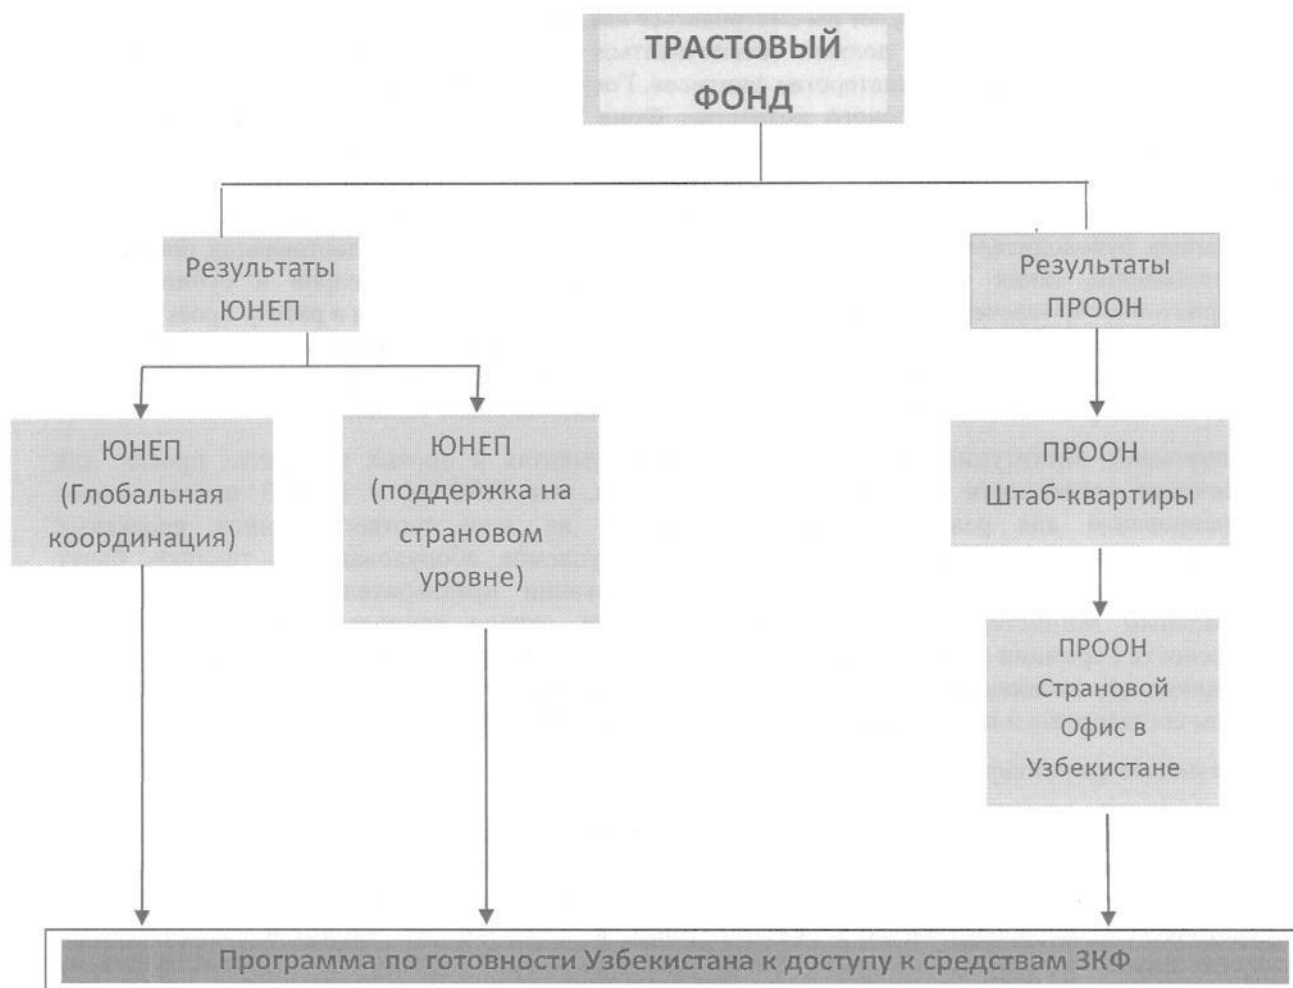 ТРАСТОВЫЙ
ФОНД
Результаты
ЮНЕП
Результаты
ПРООН
ЮНЕП
(Глобальная
координация)
ЮНЕП
(поддержка на
страновом
уровне)
ПРООН
Штаб-квартиры
ПРООН
Страновой
Офис в
Узбекистане
Программа по готовности Узбекистана к доступу к средствам ЗКФ